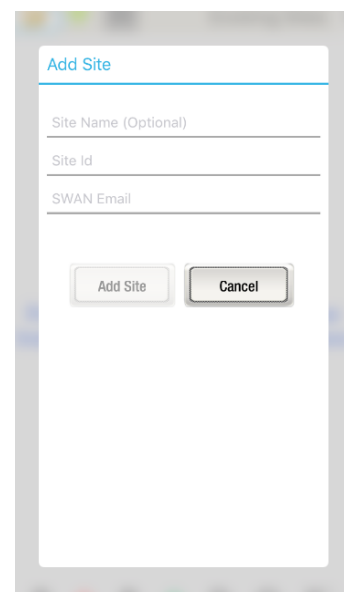 Add Site
Site Name (Optional)
Site Id
SWAN Email
Add Site Cancel